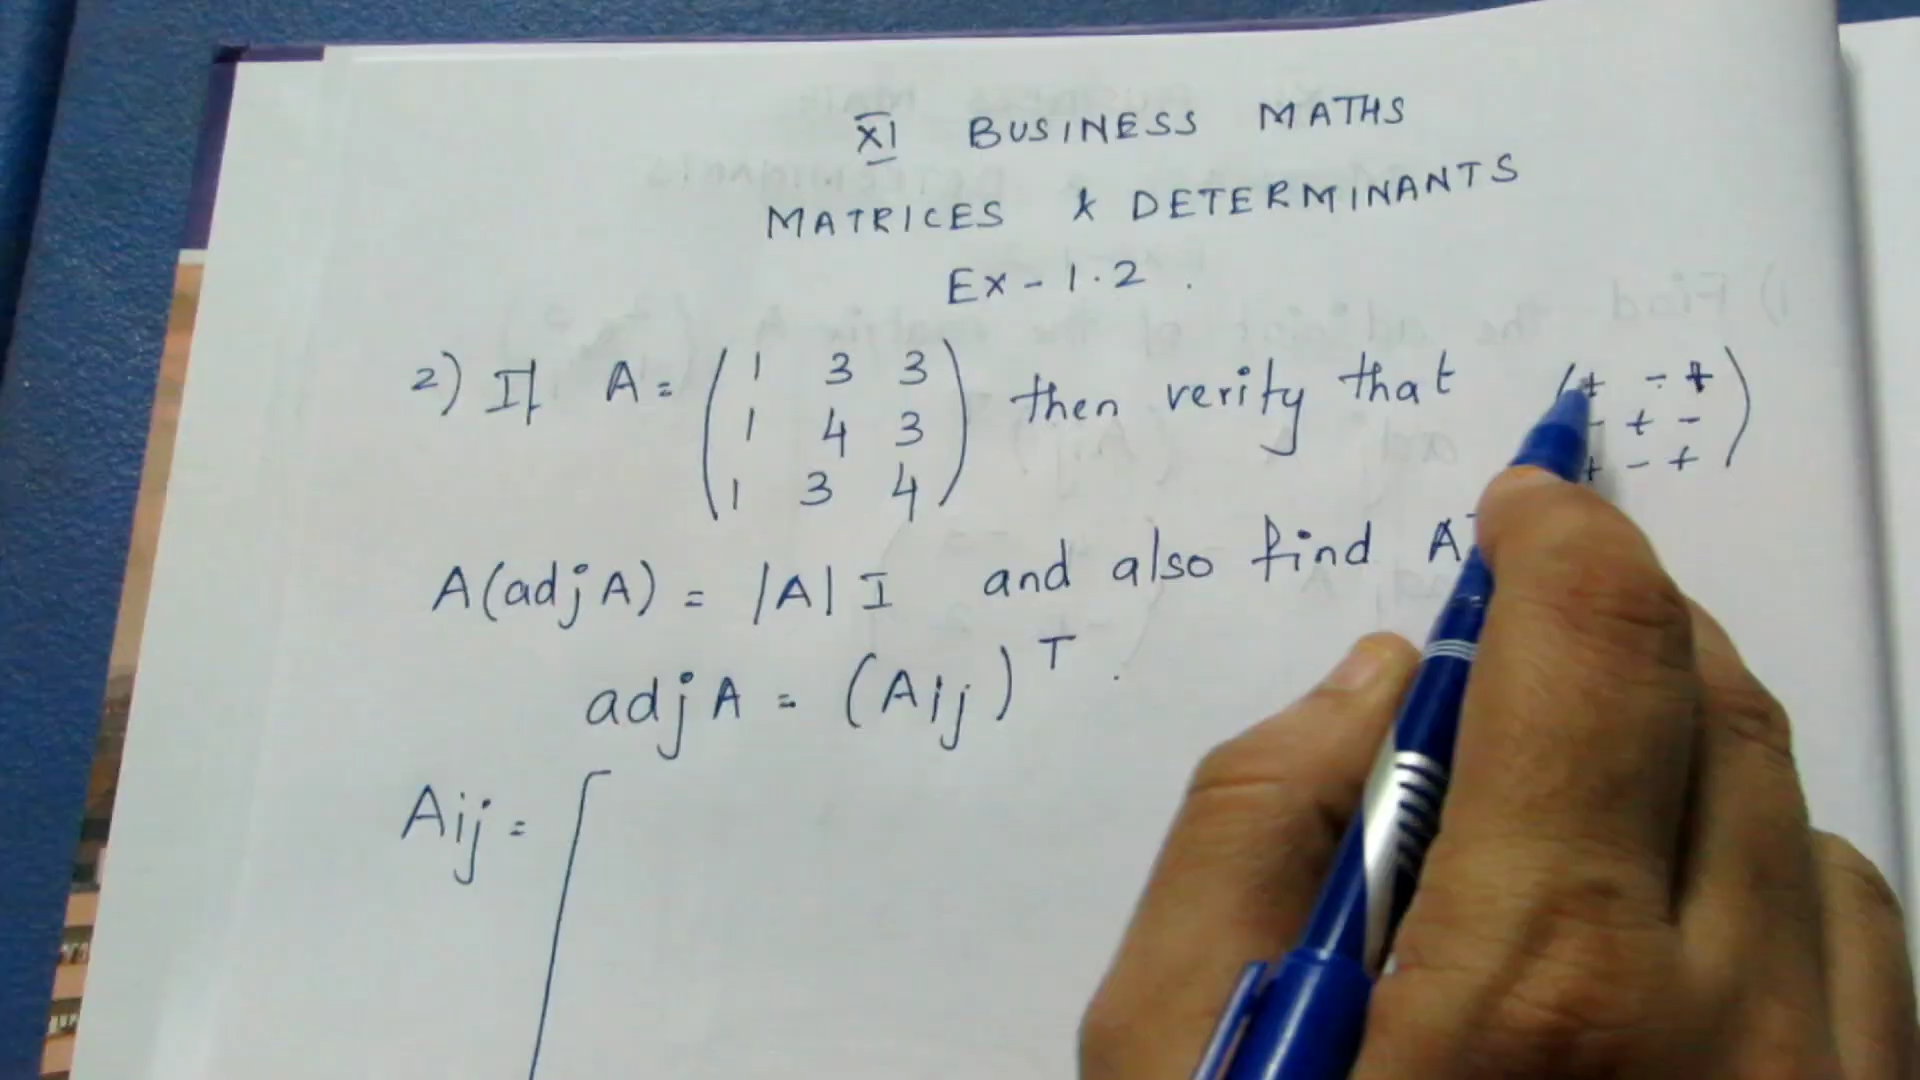 XI BUSINESS MATHS
MATRICES & DETERMINANTS
Ex - 1.2 .
2) If A = ( 1 3 3 ) then verify that ( + - +
1 4 3 - + -
1 3 4 + - + )
A(adj A) = |A| I and also find A
adj A = (Aij)ᵀ .
Aij =